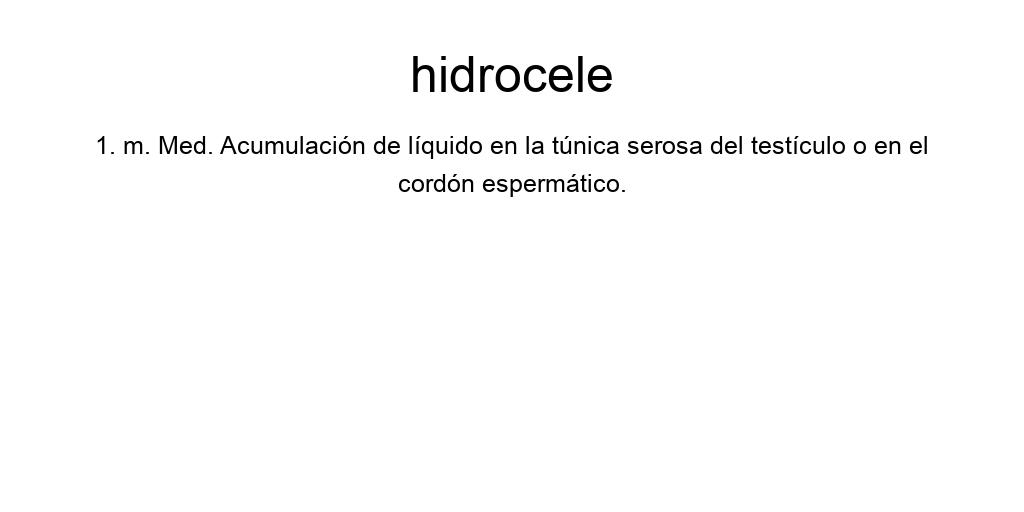 hidrocele
1. m. Med. Acumulación de líquido en la túnica serosa del testículo o en el
cordón espermático.